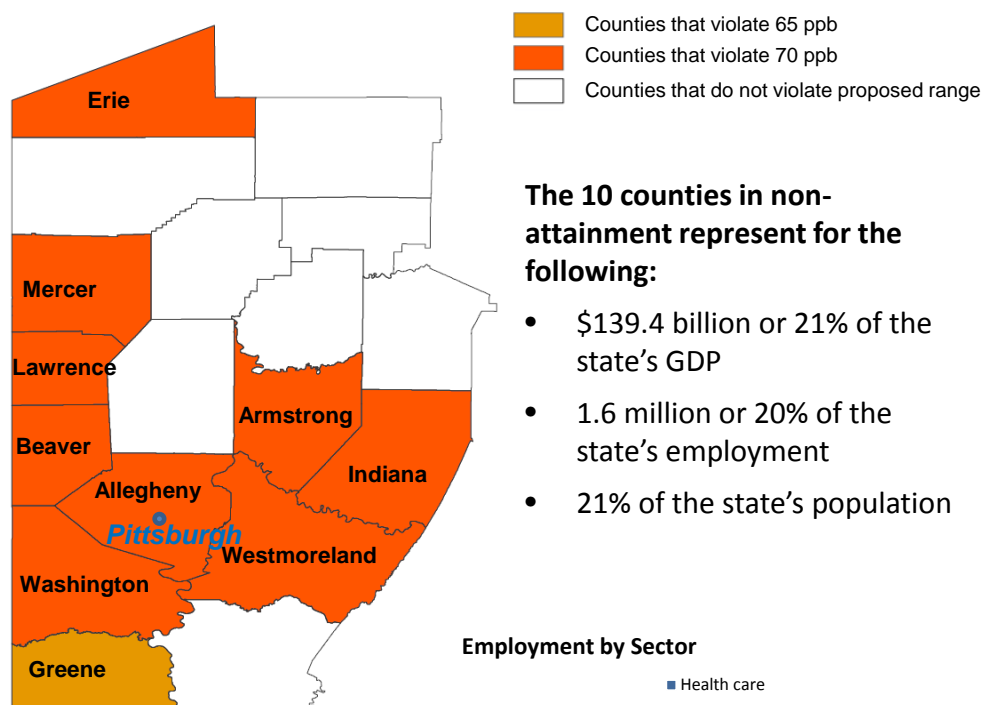 Counties that violate 65 ppb
Counties that violate 70 ppb
Counties that do not violate proposed range
Erie
Mercer
Lawrence
Beaver
Armstrong
Indiana
Allegheny
Pittsburgh
Westmoreland
Washington
Greene
The 10 counties in non-
attainment represent for the
following:
• $139.4 billion or 21% of the
state’s GDP
• 1.6 million or 20% of the
state’s employment
• 21% of the state’s population
Employment by Sector
Health care